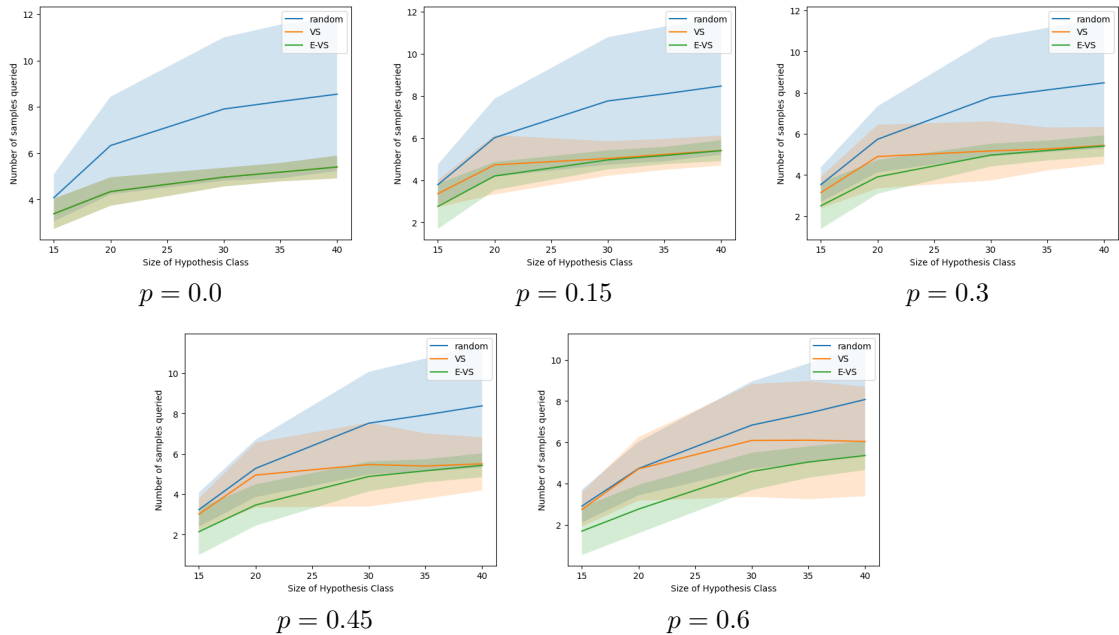 random
VS
E-VS
12
10
8
6
4
Number of samples queried
15 20 25 30 35 40
Size of Hypothesis Class
p = 0.0
random
VS
E-VS
12
10
8
6
4
2
Number of samples queried
15 20 25 30 35 40
Size of Hypothesis Class
p = 0.15
random
VS
E-VS
12
10
8
6
4
2
Number of samples queried
15 20 25 30 35 40
Size of Hypothesis Class
p = 0.3
random
VS
E-VS
10
8
6
4
2
Number of samples queried
15 20 25 30 35 40
Size of Hypothesis Class
p = 0.45
random
VS
E-VS
10
8
6
4
2
Number of samples queried
15 20 25 30 35 40
Size of Hypothesis Class
p = 0.6